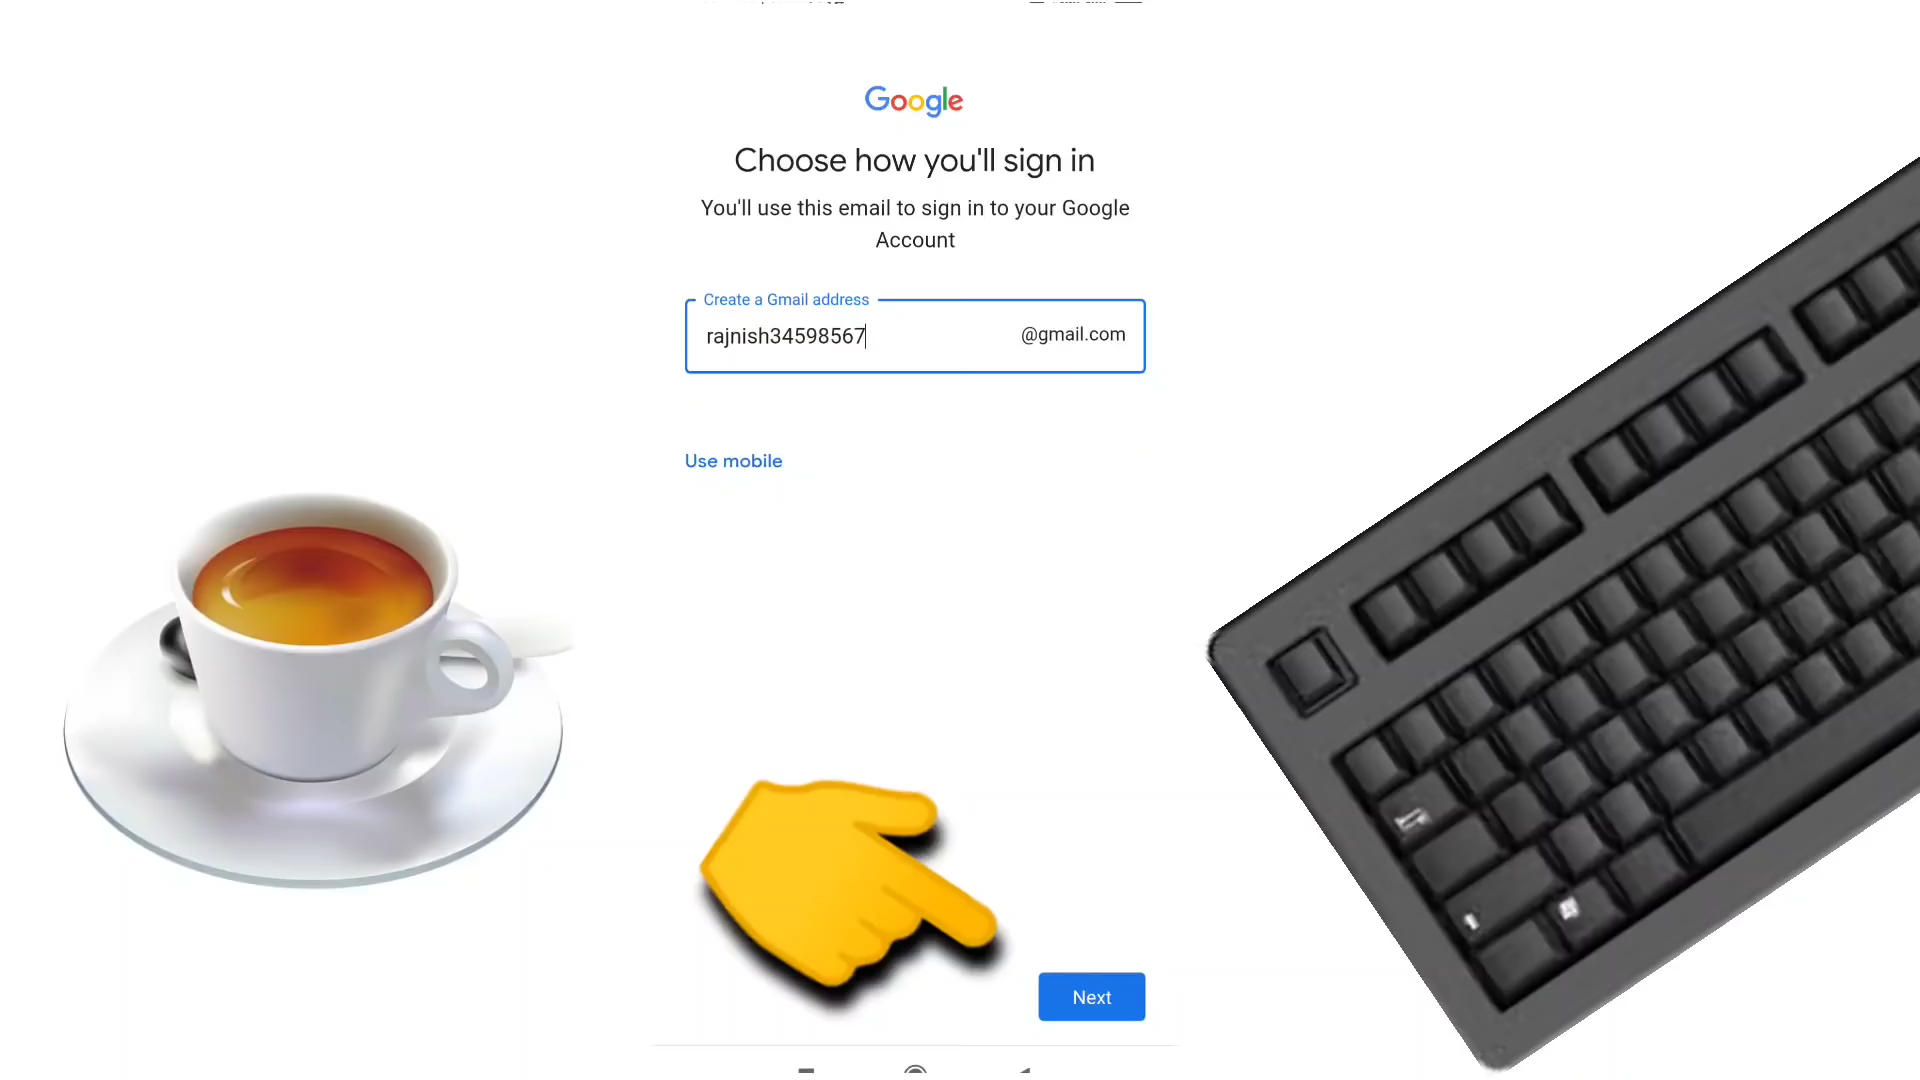 Google
Choose how you'll sign in
You'll use this email to sign in to your Google
Account
Create a Gmail address
rajnish34598567
@gmail.com
Use mobile
Next